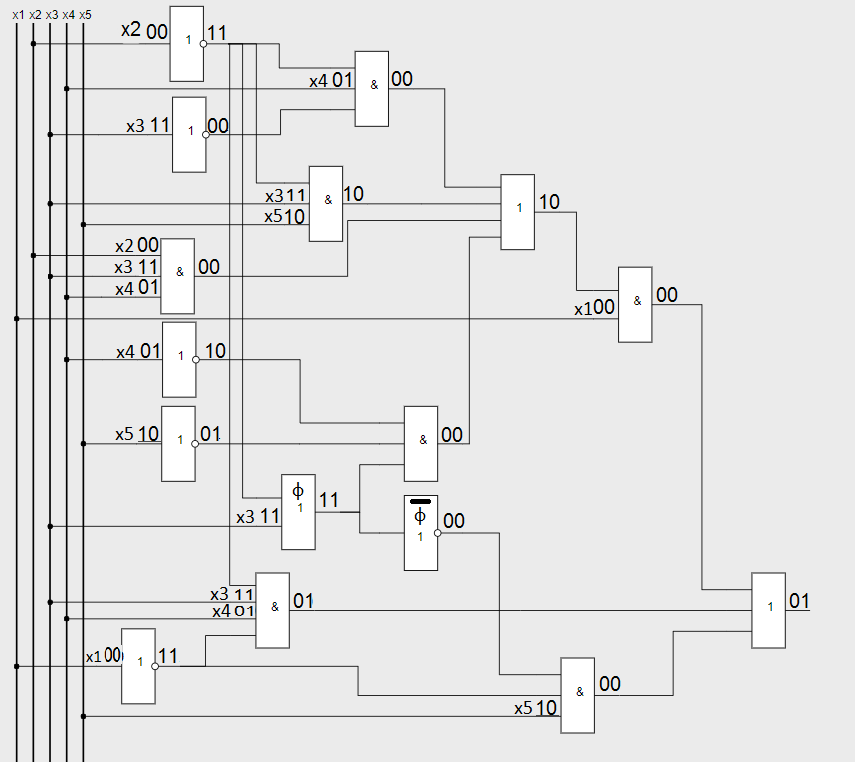 x1 x2 x3 x4 x5
x2 00 1 11
x4 01 & 00
x3 11 1 00
x3 11 & 10
x5 10
1 10
x2 00
x3 11 & 00
x4 01
& 00
x1 00
x4 01 1 10
x5 10 1 01
& 00
ϕ
1 11
x3 11
ϕ
1 00
x3 11
x4 01 & 01
1 01
x1 00 1 11
& 00
x5 10